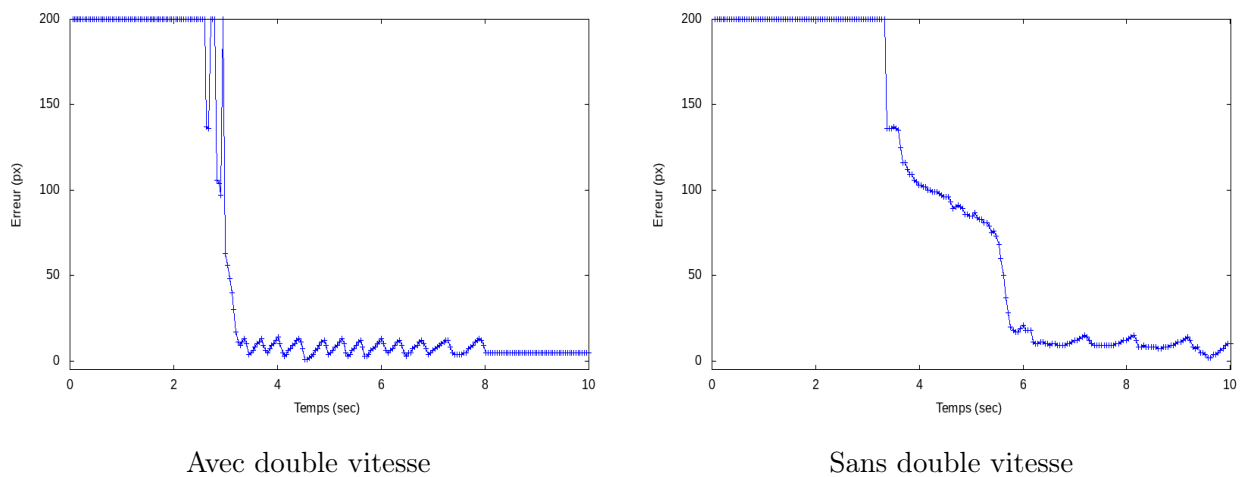 200
150
100
50
0
Erreur (px)
0 2 4 6 8 10
Temps (sec)
Avec double vitesse
200
150
100
50
0
Erreur (px)
0 2 4 6 8 10
Temps (sec)
Sans double vitesse